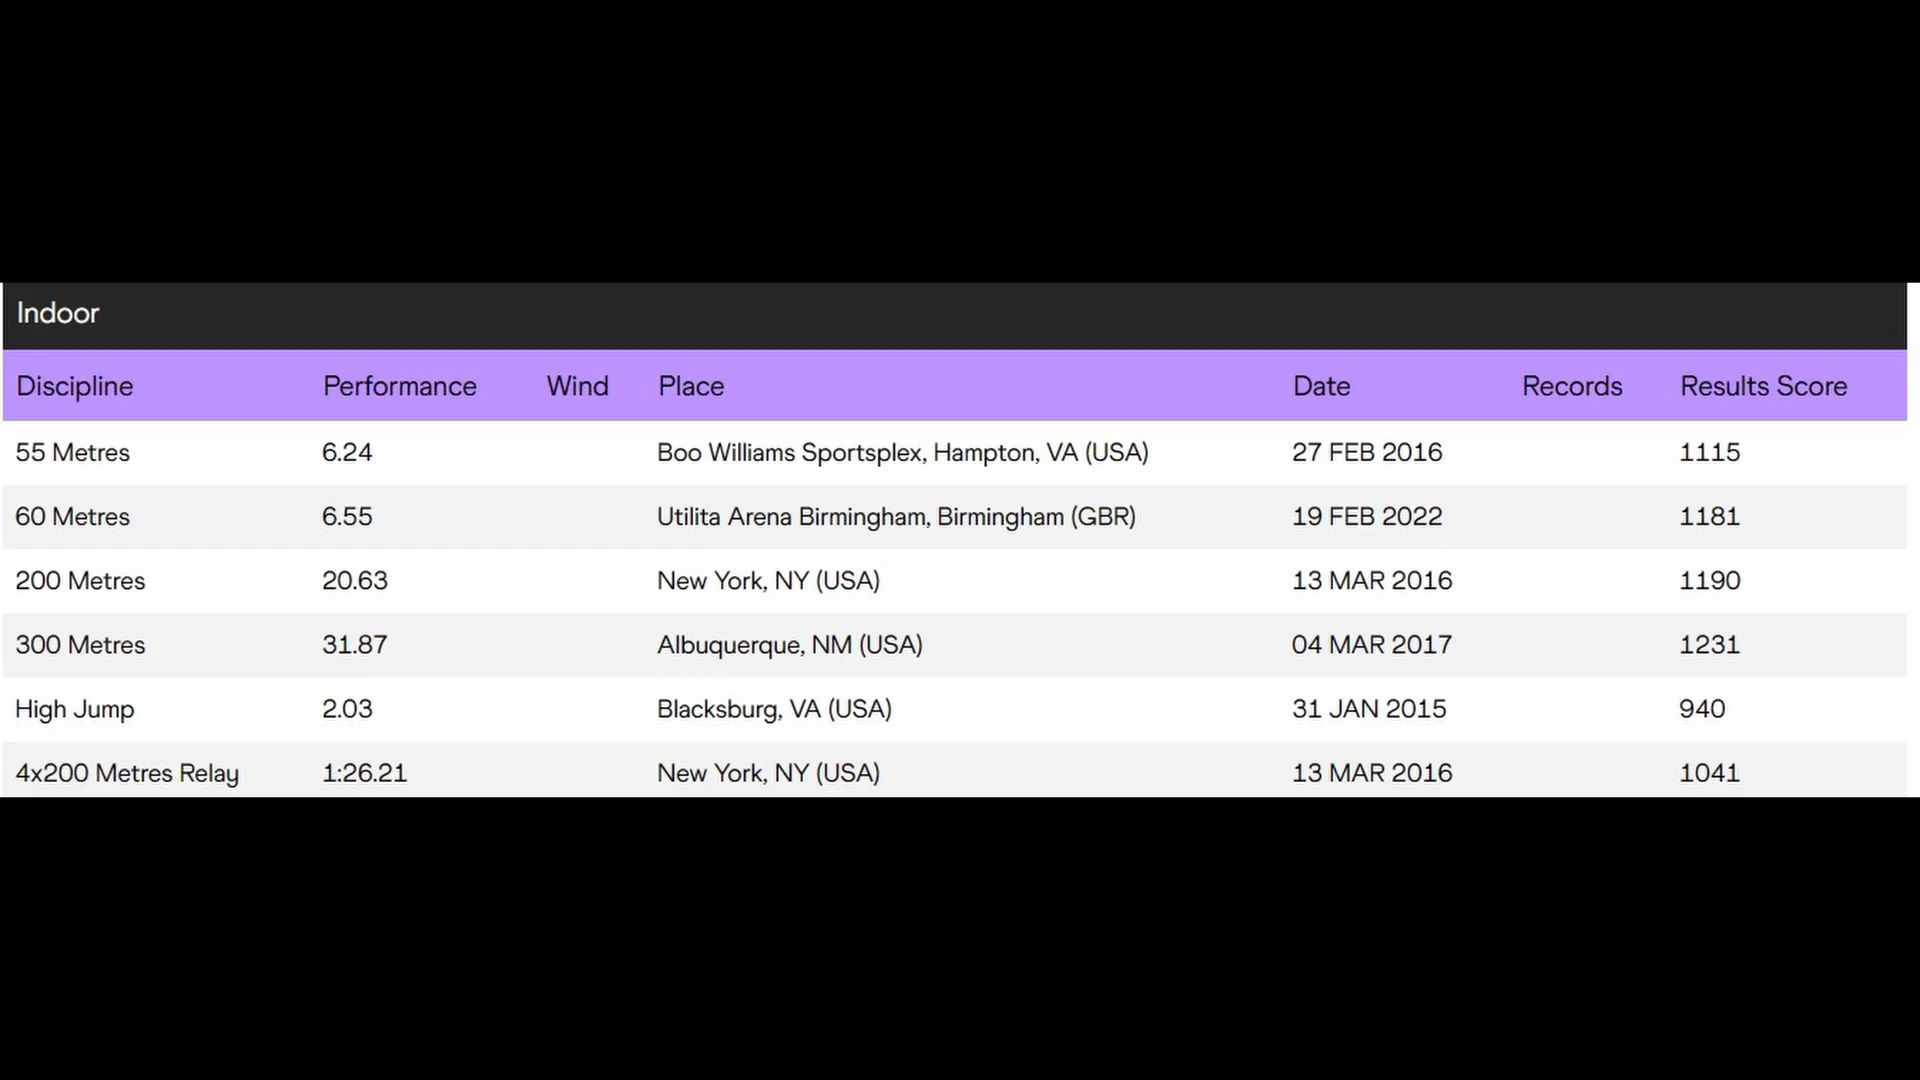 Indoor
Discipline Performance Wind Place Date Records Results Score
55 Metres 6.24 Boo Williams Sportsplex, Hampton, VA (USA) 27 FEB 2016 1115
60 Metres 6.55 Utilita Arena Birmingham, Birmingham (GBR) 19 FEB 2022 1181
200 Metres 20.63 New York, NY (USA) 13 MAR 2016 1190
300 Metres 31.87 Albuquerque, NM (USA) 04 MAR 2017 1231
High Jump 2.03 Blacksburg, VA (USA) 31 JAN 2015 940
4x200 Metres Relay 1:26.21 New York, NY (USA) 13 MAR 2016 1041